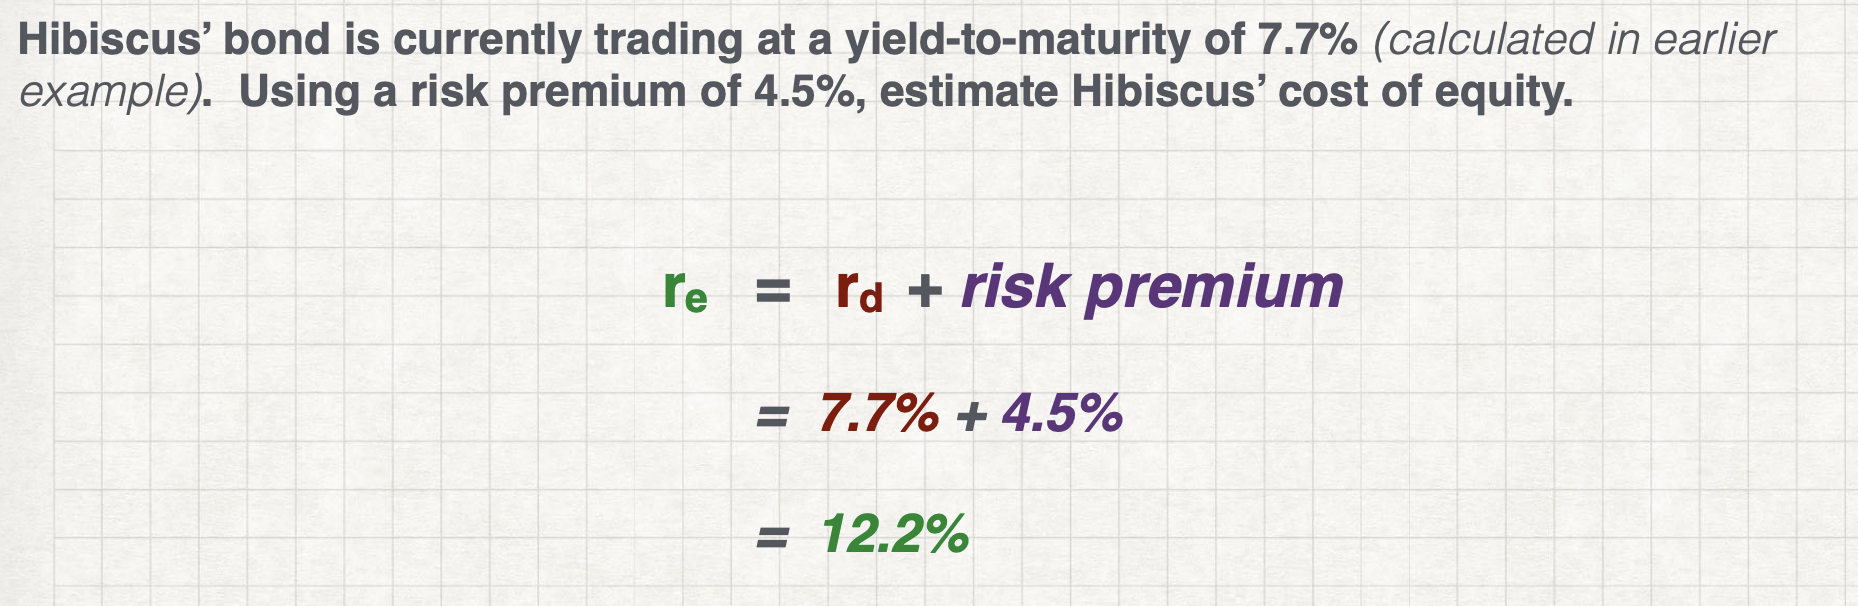 Hibiscus’ bond is currently trading at a yield-to-maturity of 7.7% (calculated in earlier
example).  Using a risk premium of 4.5%, estimate Hibiscus’ cost of equity.
rₑ = r_d + risk premium
= 7.7% + 4.5%
= 12.2%